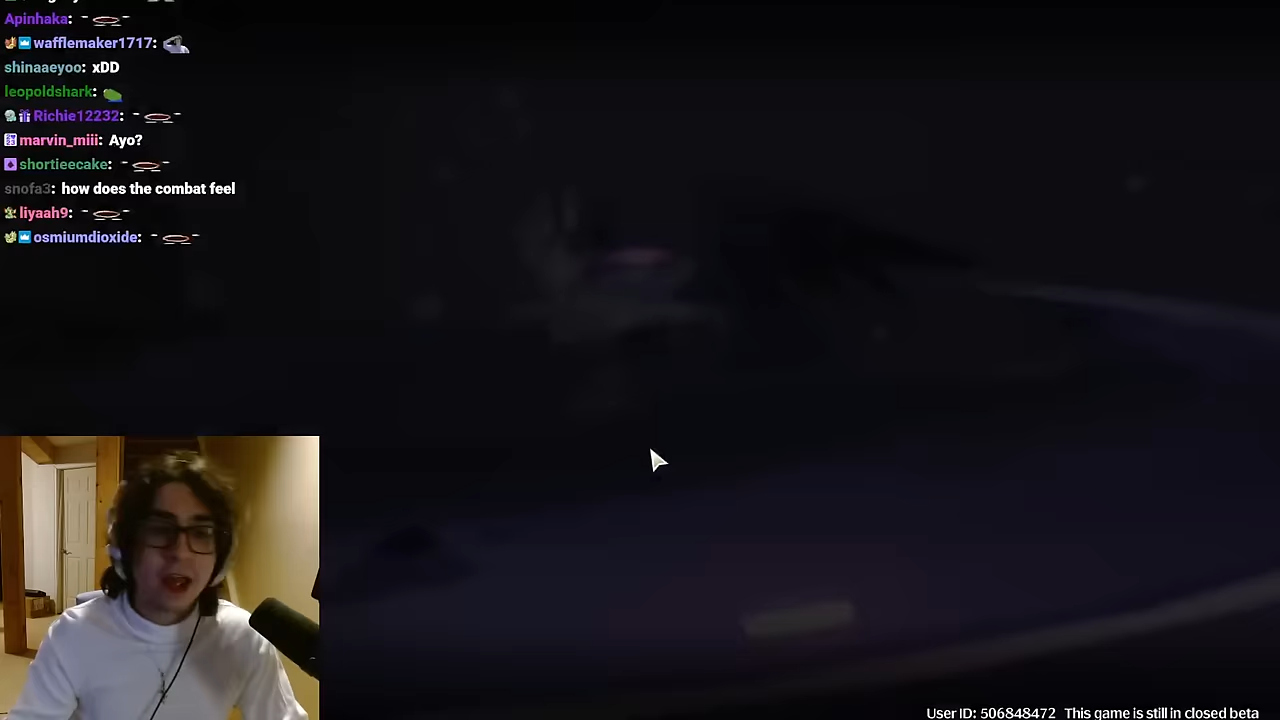 Apinhaka:
wafflemaker1717:
shinaaeyoo: xDD
leopoldshark:
Richie12232:
marvin_miii: Ayo?
shortieecake:
snofa3: how does the combat feel
liyaah9:
osmiumdioxide:
User ID: 506848472 This game is still in closed beta